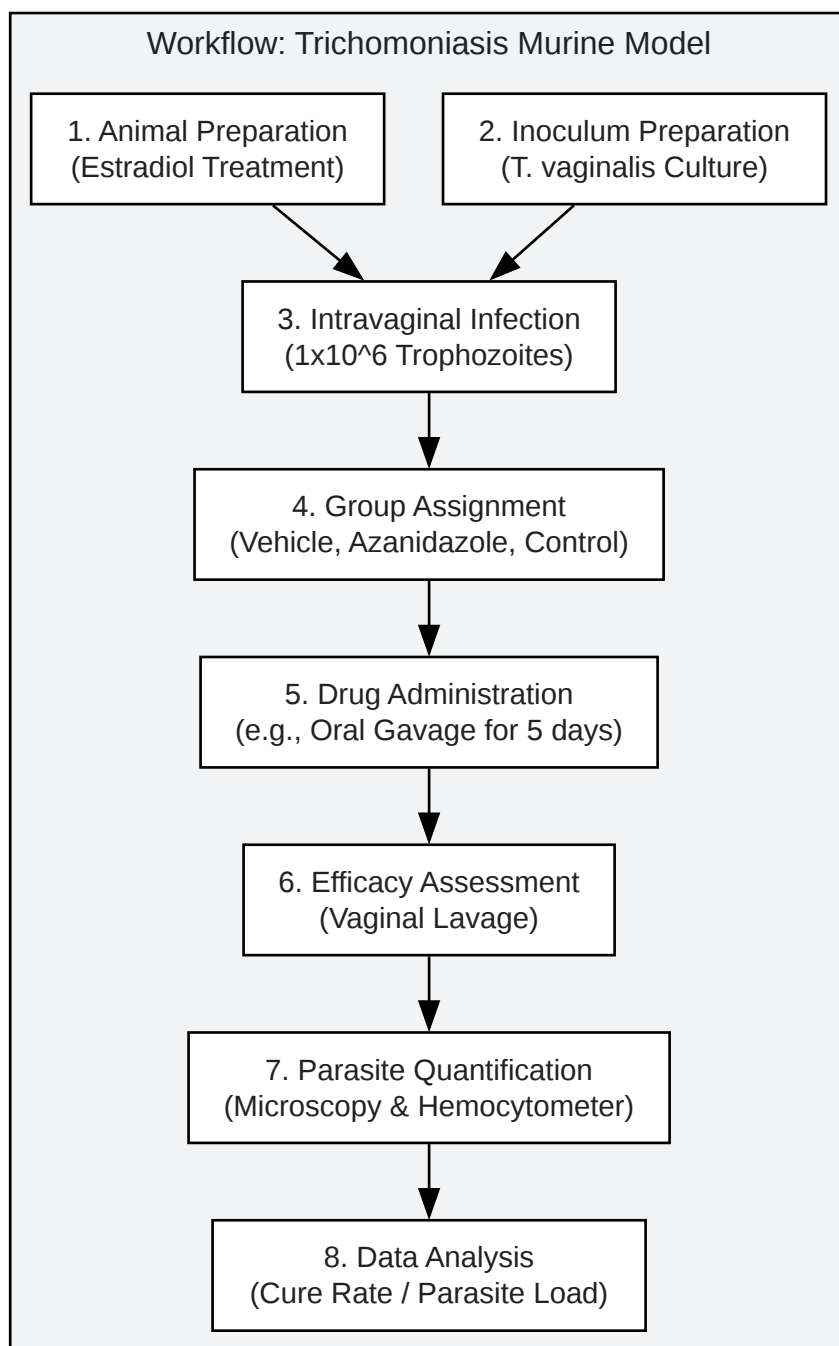 Workflow: Trichomoniasis Murine Model
1. Animal Preparation
(Estradiol Treatment)
2. Inoculum Preparation
(T. vaginalis Culture)
3. Intravaginal Infection
(1x10^6 Trophozoites)
4. Group Assignment
(Vehicle, Azanidazole, Control)
5. Drug Administration
(e.g., Oral Gavage for 5 days)
6. Efficacy Assessment
(Vaginal Lavage)
7. Parasite Quantification
(Microscopy & Hemocytometer)
8. Data Analysis
(Cure Rate / Parasite Load)